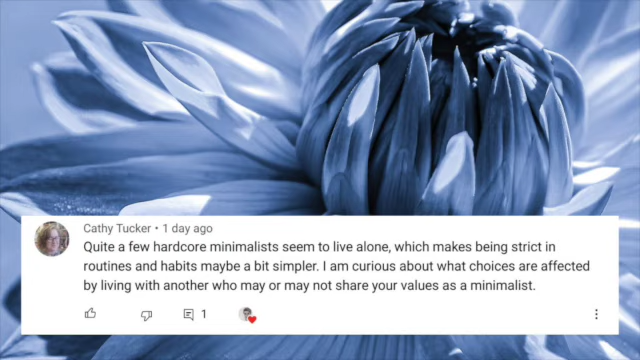 Cathy Tucker • 1 day ago
Quite a few hardcore minimalists seem to live alone, which makes being strict in
routines and habits maybe a bit simpler. I am curious about what choices are affected
by living with another who may or may not share your values as a minimalist.
1